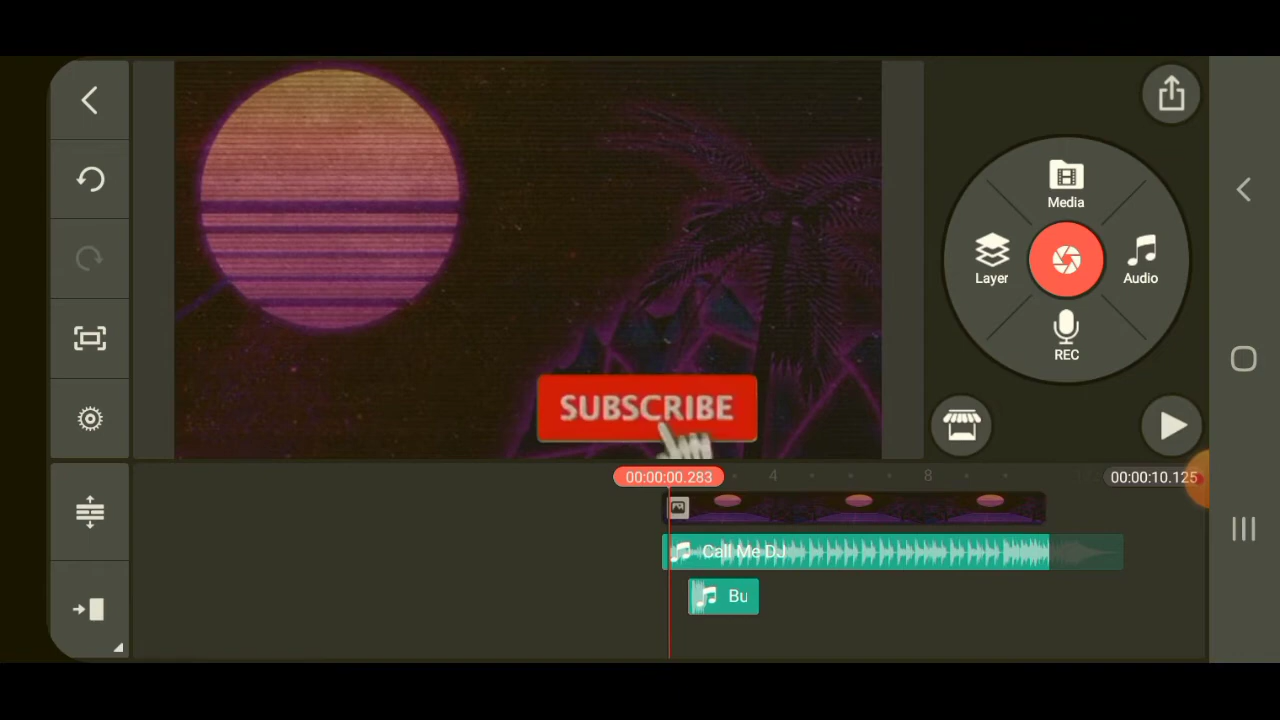 Media
Layer
Audio
REC
SUBSCRIBE
00:00:00.283
4
8
00:00:10.125
Call Me DJ
Bu